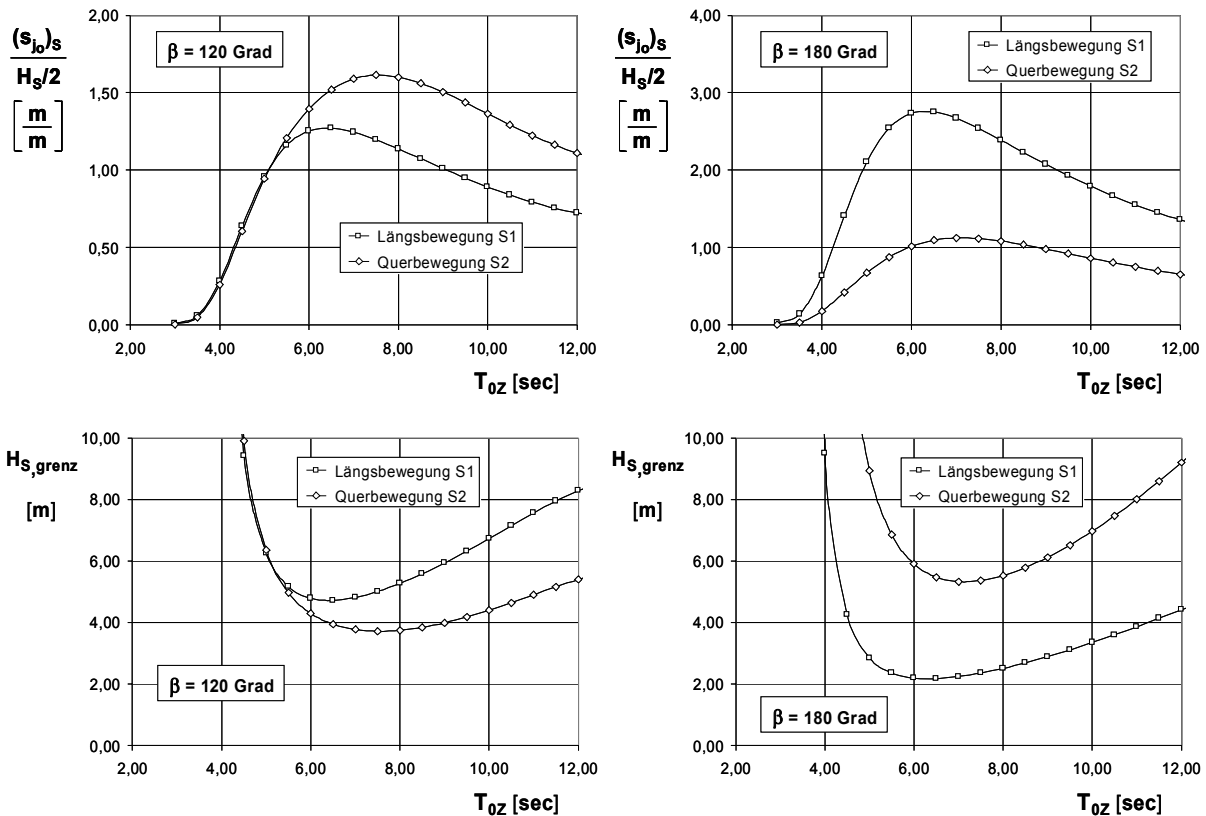 (s_jo)_S
H_S/2
[m/m]
2,00
1,50
1,00
0,50
0,00
β = 120 Grad
Längsbewegung S1
Querbewegung S2
2,00 4,00 6,00 8,00 10,00 12,00
T_0Z [sec]
(s_jo)_S
H_S/2
[m/m]
4,00
3,00
2,00
1,00
0,00
β = 180 Grad
Längsbewegung S1
Querbewegung S2
2,00 4,00 6,00 8,00 10,00 12,00
T_0Z [sec]
H_S,grenz
[m]
10,00
8,00
6,00
4,00
2,00
0,00
Längsbewegung S1
Querbewegung S2
β = 120 Grad
2,00 4,00 6,00 8,00 10,00 12,00
T_0Z [sec]
H_S,grenz
[m]
10,00
8,00
6,00
4,00
2,00
0,00
Längsbewegung S1
Querbewegung S2
β = 180 Grad
2,00 4,00 6,00 8,00 10,00 12,00
T_0Z [sec]